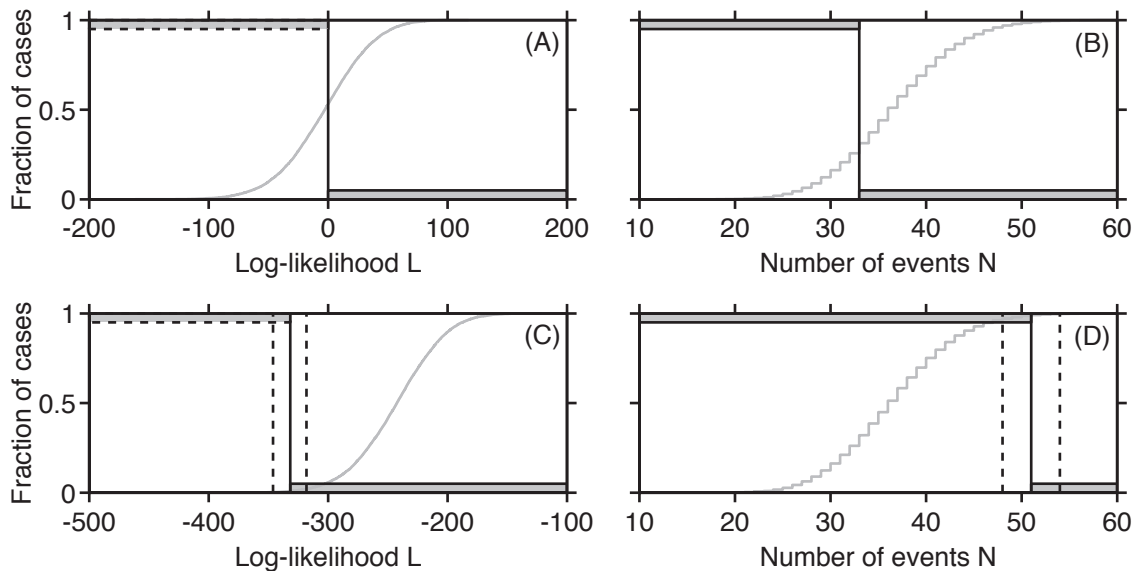 Fraction of cases
1
0.5
0
(A)
-200 -100 0 100 200
Log-likelihood L
(B)
10 20 30 40 50 60
Number of events N
Fraction of cases
1
0.5
0
(C)
-500 -400 -300 -200 -100
Log-likelihood L
(D)
10 20 30 40 50 60
Number of events N